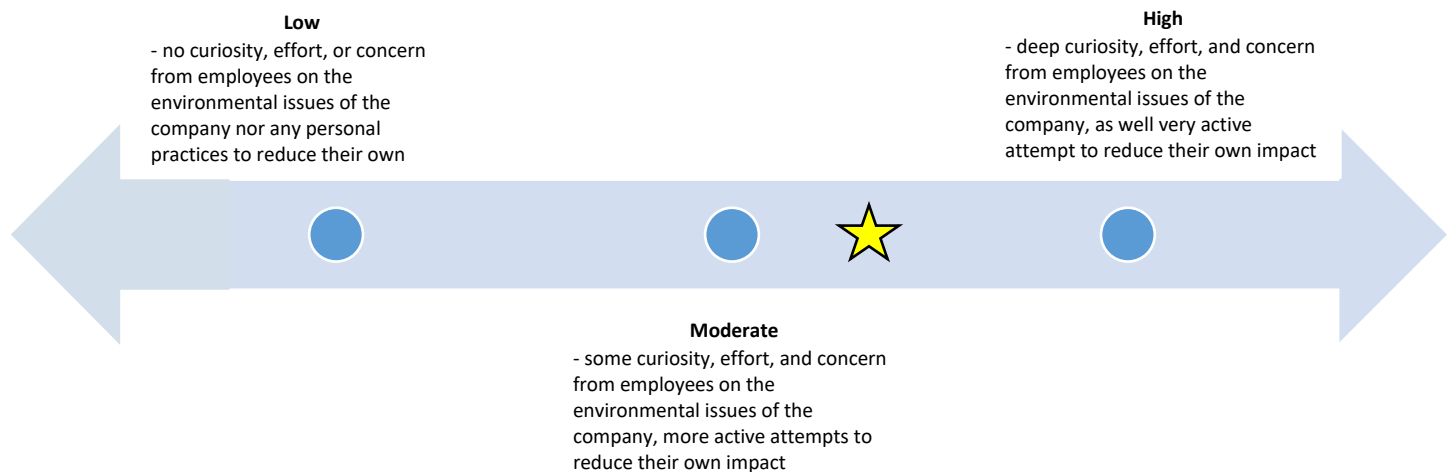 Low
- no curiosity, effort, or concern
from employees on the
environmental issues of the
company nor any personal
practices to reduce their own
High
- deep curiosity, effort, and concern
from employees on the
environmental issues of the
company, as well very active
attempt to reduce their own impact
Moderate
- some curiosity, effort, and concern
from employees on the
environmental issues of the
company, more active attempts to
reduce their own impact